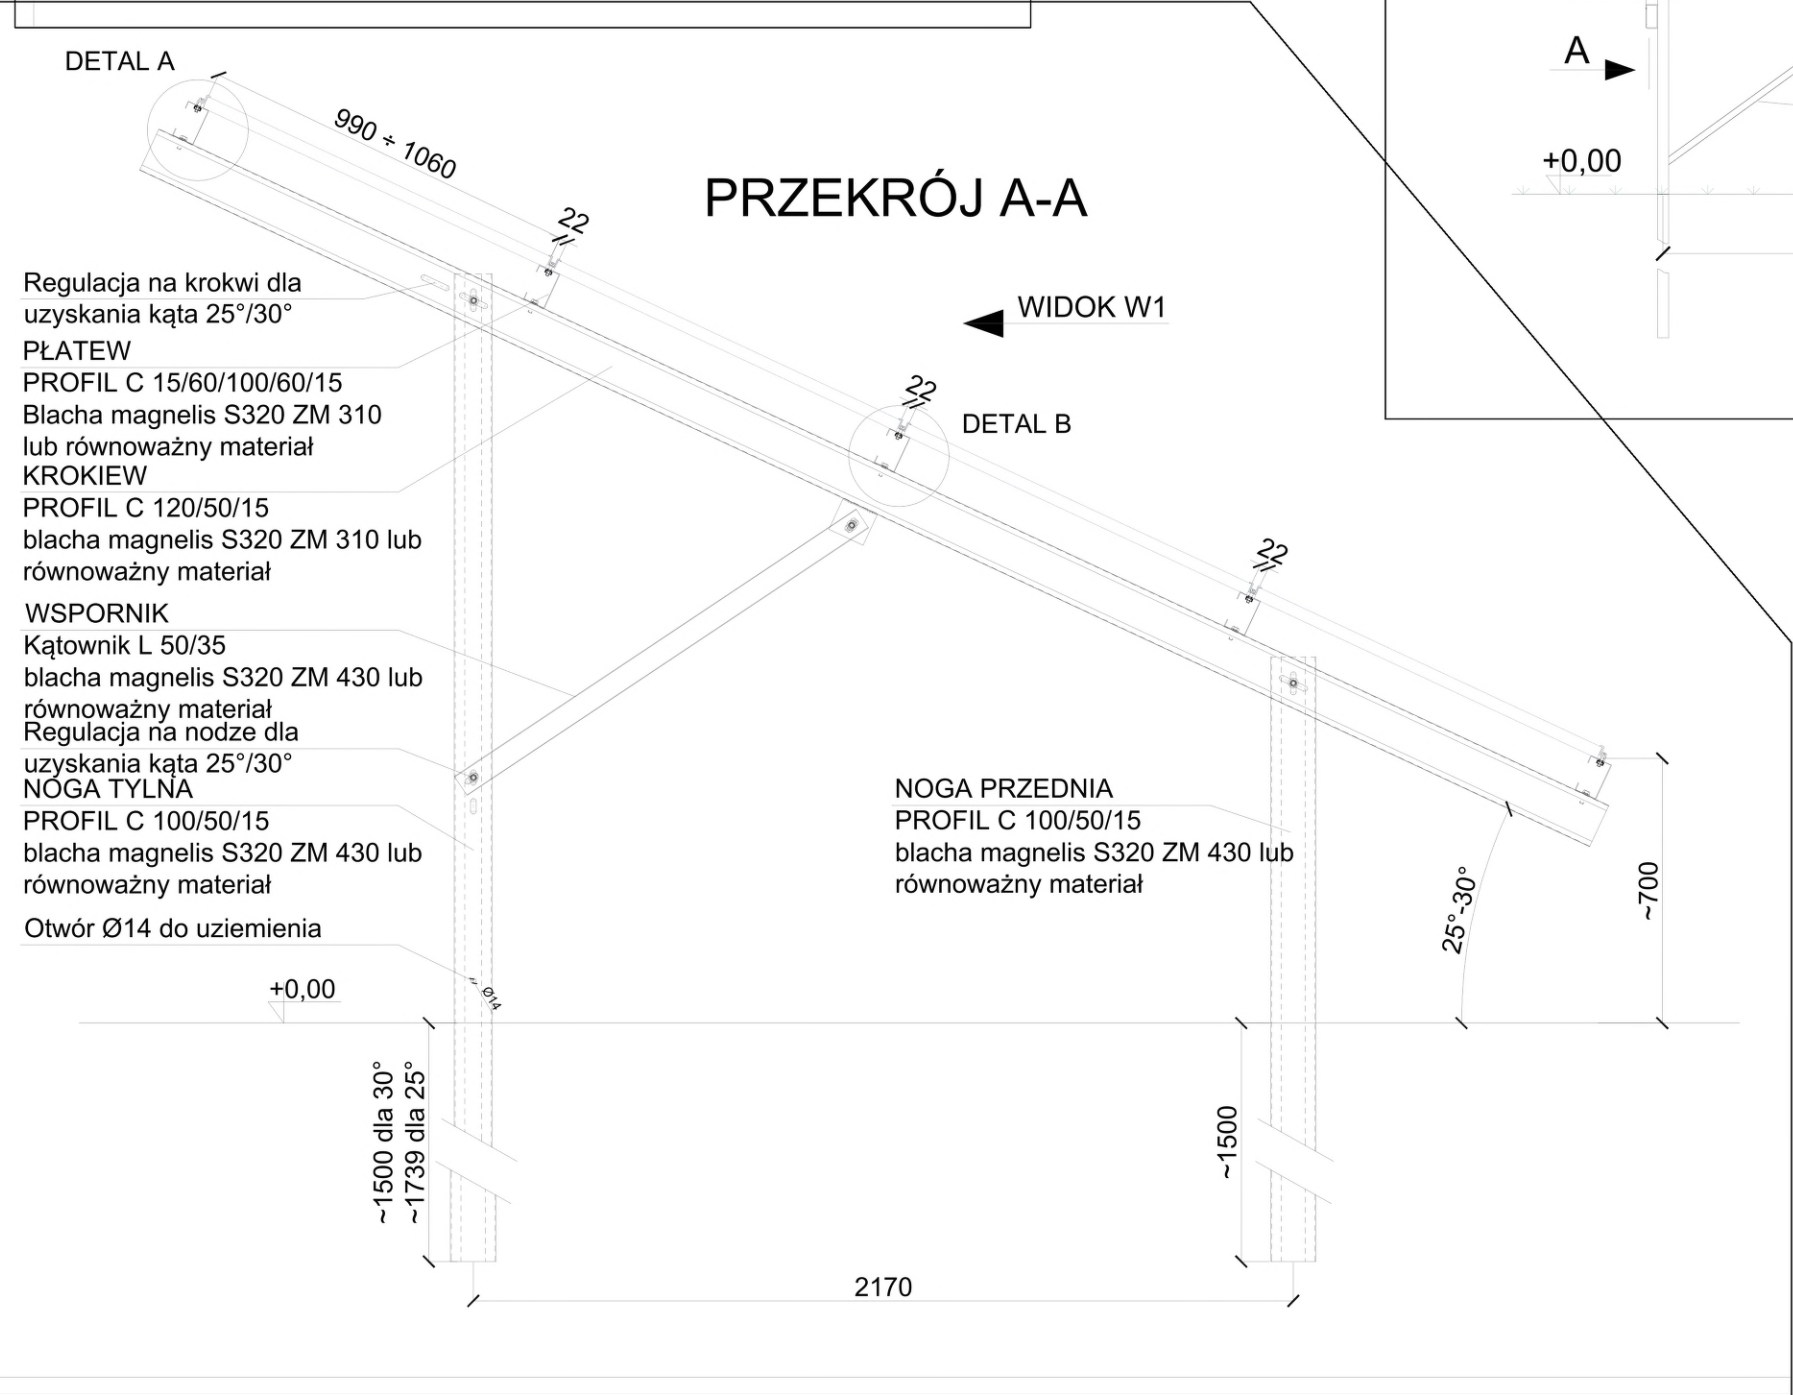 DETAL A
990 ÷ 1060
A
+0,00
PRZEKRÓJ A-A
22
Regulacja na krokwi dla
uzyskania kąta 25°/30°
WIDOK W1
PŁATEW
PROFIL C 15/60/100/60/15
Blacha magnelis S320 ZM 310
lub równoważny materiał
22
DETAL B
KROKIEW
PROFIL C 120/50/15
blacha magnelis S320 ZM 310 lub
równoważny materiał
22
WSPORNIK
Kątownik L 50/35
blacha magnelis S320 ZM 430 lub
równoważny materiał
Regulacja na nodze dla
uzyskania kąta 25°/30°
NOGA TYLNA
PROFIL C 100/50/15
blacha magnelis S320 ZM 430 lub
równoważny materiał
NOGA PRZEDNIA
PROFIL C 100/50/15
blacha magnelis S320 ZM 430 lub
równoważny materiał
25°-30°
~700
Otwór Ø14 do uziemienia
Ø14
+0,00
~1500 dla 30°
~1739 dla 25°
~1500
2170